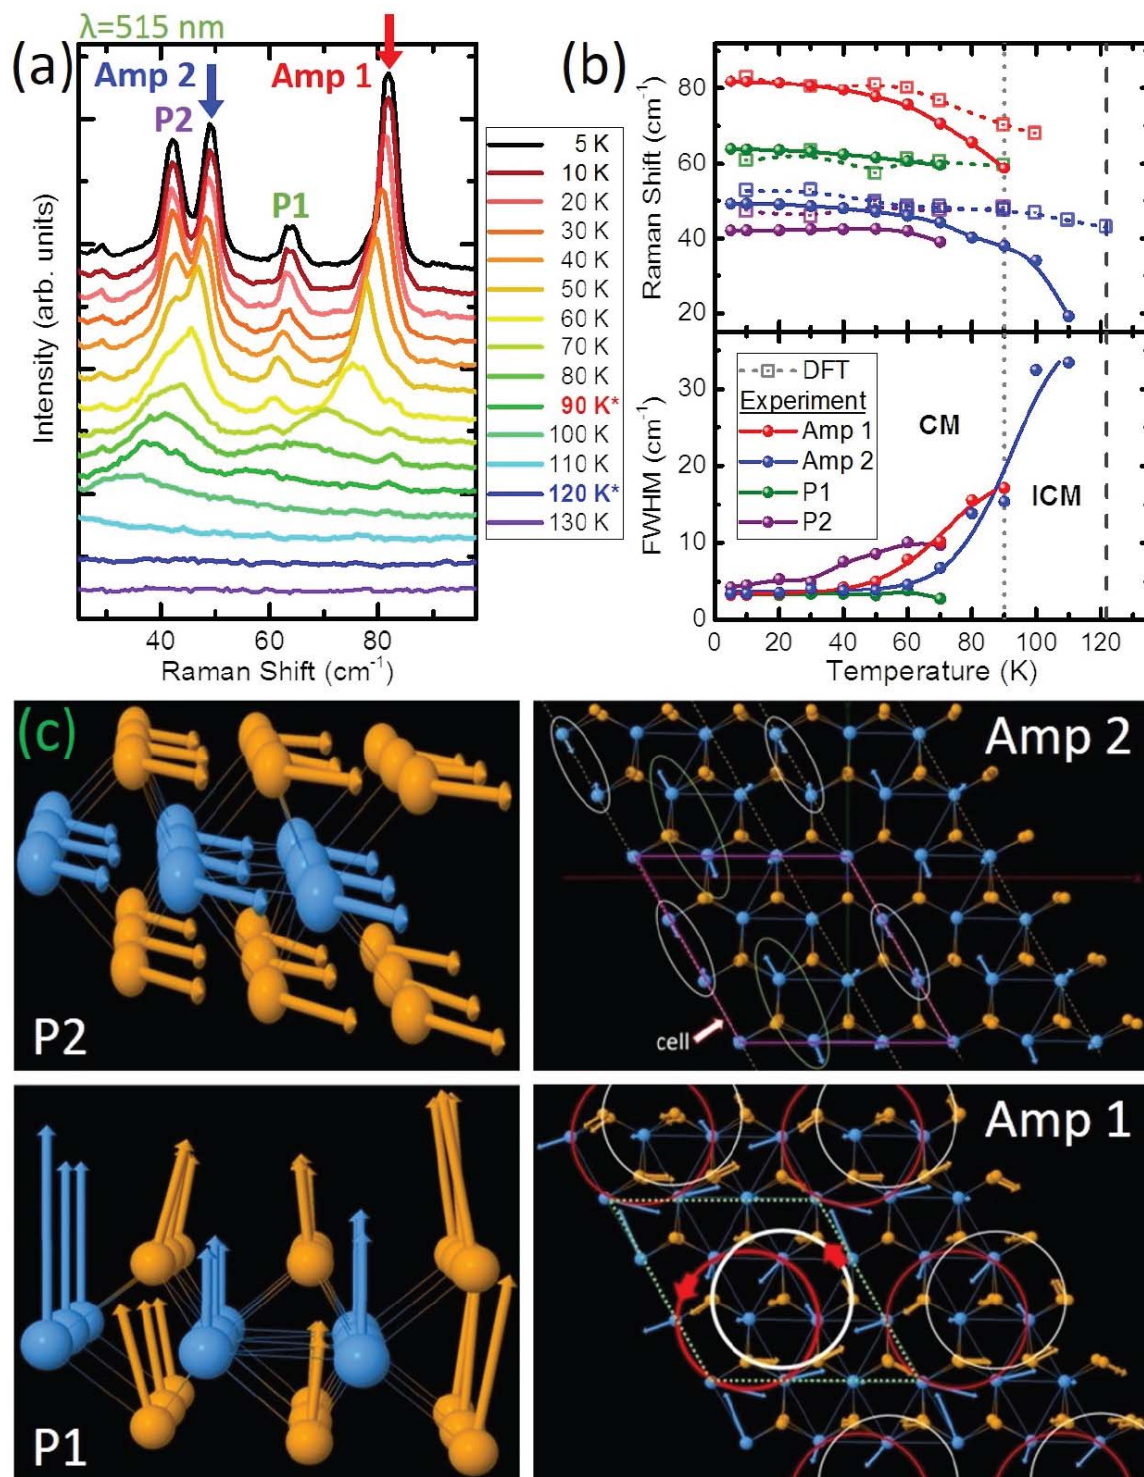 λ=515 nm
(a)
Amp 2
Amp 1
P2
P1
Intensity (arb. units)
40
60
80
Raman Shift (cm⁻¹)
5 K
10 K
20 K
30 K
40 K
50 K
60 K
70 K
80 K
90 K*
100 K
110 K
120 K*
130 K
(b)
Raman Shift (cm⁻¹)
80
60
40
20
FWHM (cm⁻¹)
30
20
10
0
DFT
Experiment
Amp 1
Amp 2
P1
P2
CM
ICM
0
20
40
60
80
100
120
Temperature (K)
(c)
P2
Amp 2
cell
P1
Amp 1